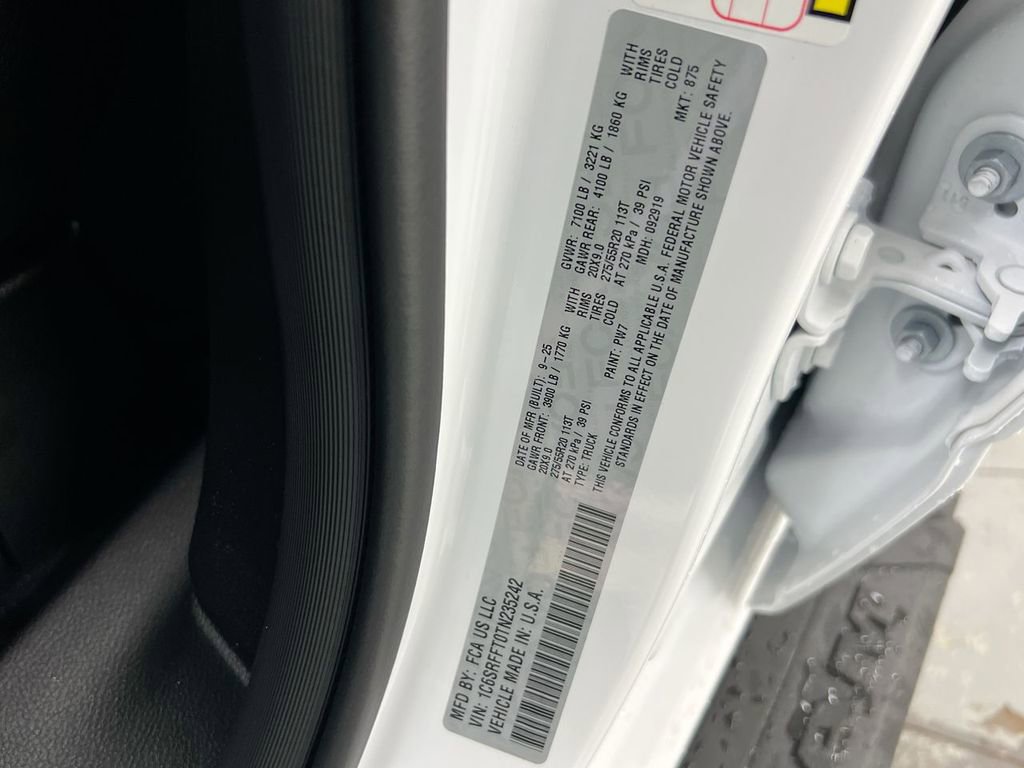 MFD BY: FCA US LLC
VIN: 1C6SRFFT0TN235242
VEHICLE MADE IN: U.S.A.
DATE OF MFR (BUILT): 9-25 GVWR: 7100 LB / 3221 KG
GAWR FRONT: 3900 LB / 1770 KG WITH GAWR REAR: 4100 LB / 1860 KG WITH
20X9.0 RIMS 20X9.0 RIMS
275/55R20 113T TIRES 275/55R20 113T TIRES
AT 270 kPa / 39 PSI COLD AT 270 kPa / 39 PSI COLD
TYPE: TRUCK PAINT: PW7 MDH: 092919 MKT: 875
THIS VEHICLE CONFORMS TO ALL APPLICABLE U.S.A. FEDERAL MOTOR VEHICLE SAFETY
STANDARDS IN EFFECT ON THE DATE OF MANUFACTURE SHOWN ABOVE.